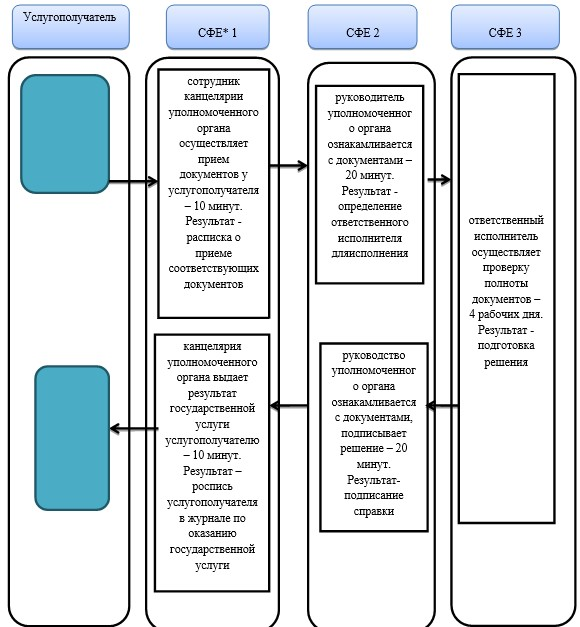 Услугополучатель
СФЕ* 1
СФЕ 2
СФЕ 3
сотрудник
канцелярии
уполномоченного
органа
осуществляет
прием
документов у
услугополучателя
– 10 минут.
Результат -
расписка о
приеме
соответствующих
документов
руководитель
уполномоченног
о органа
ознакамливается
с документами –
20 минут.
Результат -
определение
ответственного
исполнителя
дляисполнения
ответственный
исполнитель
осуществляет
проверку
полноты
документов –
4 рабочих дня.
Результат -
подготовка
решения
руководство
уполномоченног
о органа
ознакамливается
с документами,
подписывает
решение – 20
минут.
Результат-
подписание
справки
канцелярия
уполномоченного
органа выдает
результат
государственной
услуги
услугополучателю
– 10 минут.
Результат –
роспись
услугополучателя
в журнале по
оказанию
государственной
услуги